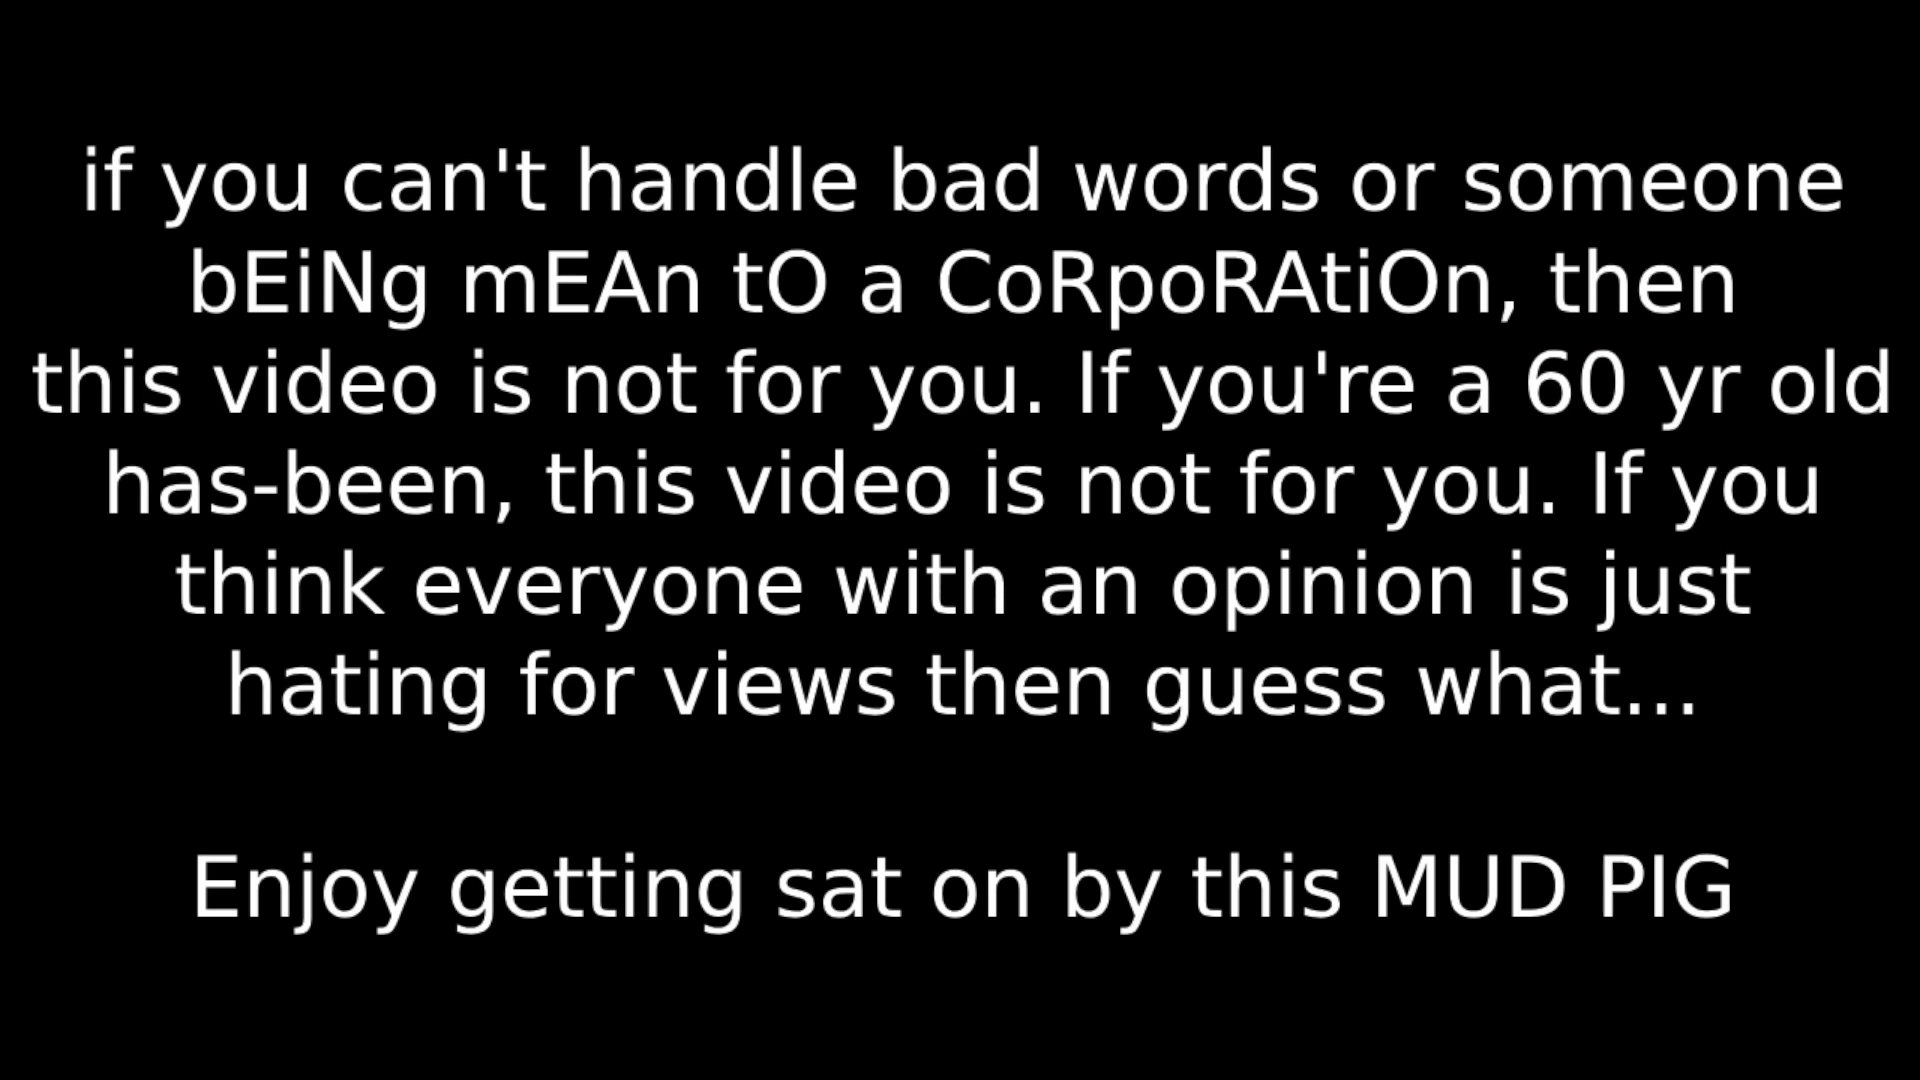 if you can't handle bad words or someone
bEiNg mEAn tO a CoRpoRAtiOn, then
this video is not for you. If you're a 60 yr old
has-been, this video is not for you. If you
think everyone with an opinion is just
hating for views then guess what...
Enjoy getting sat on by this MUD PIG